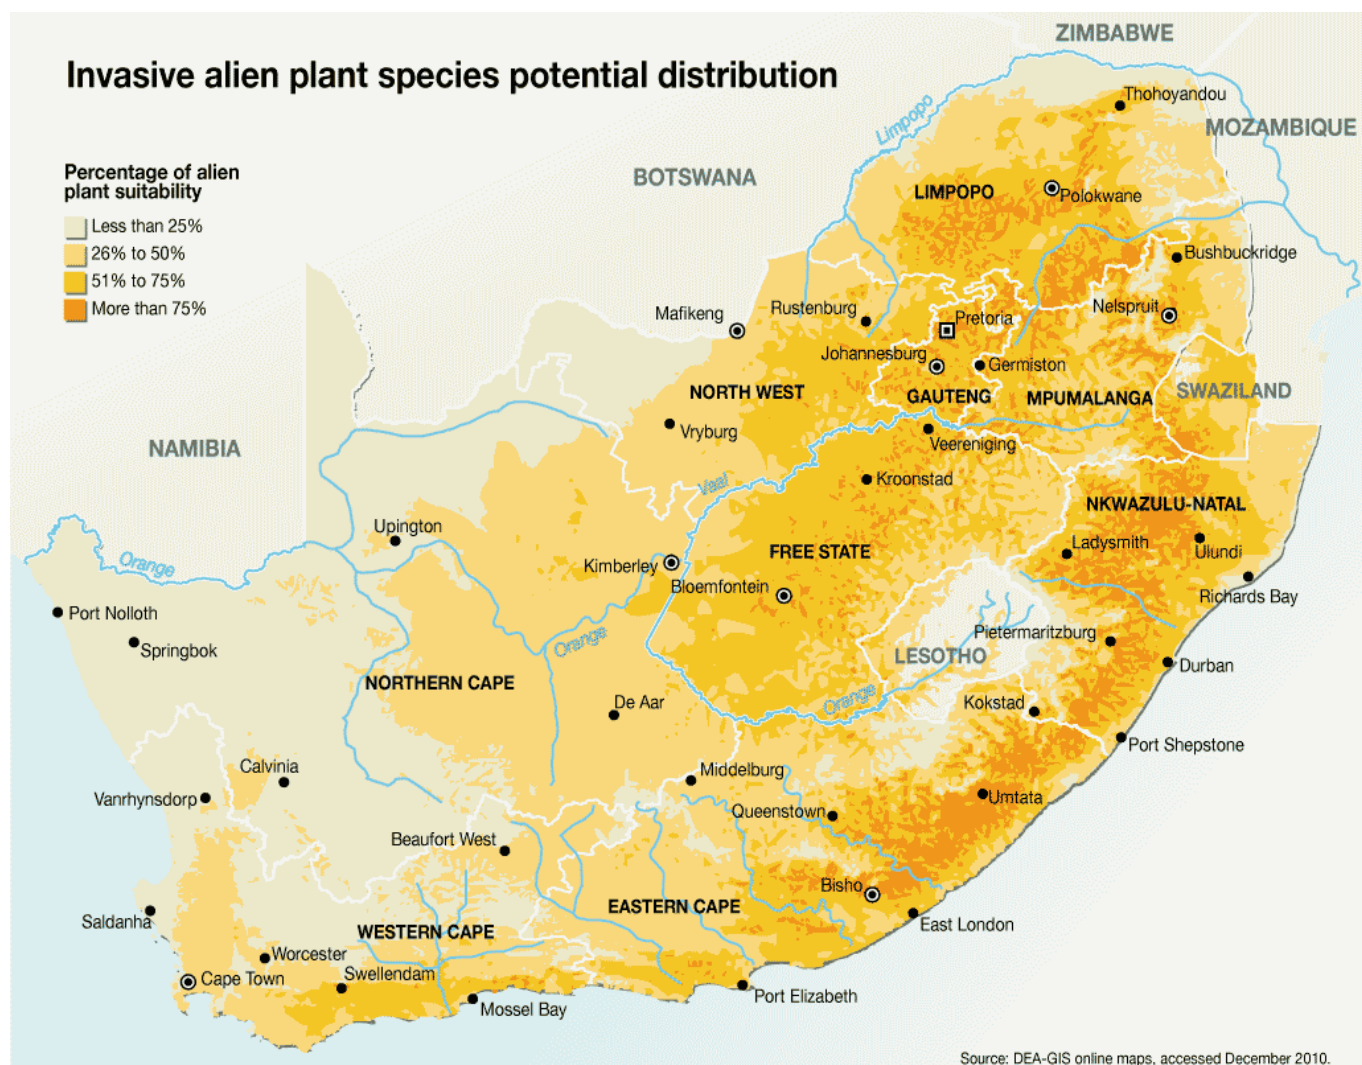 Invasive alien plant species potential distribution
Percentage of alien
plant suitability
Less than 25%
26% to 50%
51% to 75%
More than 75%
ZIMBABWE
Thohoyandou
Limpopo
MOZAMBIQUE
BOTSWANA
LIMPOPO
Polokwane
Bushbuckridge
Mafikeng
Rustenburg
Pretoria
Nelspruit
Johannesburg
Germiston
NORTH WEST
GAUTENG
MPUMALANGA
SWAZILAND
Vryburg
Veereniging
NAMIBIA
Vaal
Kroonstad
NKWAZULU-NATAL
Upington
Ladysmith
Ulundi
FREE STATE
Orange
Kimberley
Bloemfontein
Richards Bay
Port Nolloth
Springbok
Orange
Pietermaritzburg
LESOTHO
Durban
NORTHERN CAPE
De Aar
Orange
Kokstad
Port Shepstone
Calvinia
Middelburg
Vanrhynsdorp
Queenstown
Umtata
Beaufort West
Bisho
EASTERN CAPE
Saldanha
East London
WESTERN CAPE
Worcester
Cape Town
Swellendam
Port Elizabeth
Mossel Bay
Source: DEA-GIS online maps, accessed December 2010.